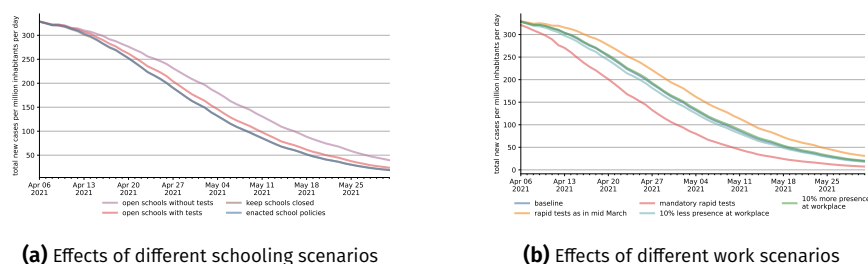 total new cases per million inhabitants per day
300
250
200
150
100
50
Apr 06
2021
Apr 13
2021
Apr 20
2021
Apr 27
2021
May 04
2021
May 11
2021
May 18
2021
May 25
2021
open schools without tests
open schools with tests
keep schools closed
enacted school policies
(a) Effects of different schooling scenarios
total new cases per million inhabitants per day
300
250
200
150
100
50
0
Apr 06
2021
Apr 13
2021
Apr 20
2021
Apr 27
2021
May 04
2021
May 11
2021
May 18
2021
May 25
2021
baseline
rapid tests as in mid March
mandatory rapid tests
10% less presence at workplace
10% more presence
at workplace
(b) Effects of different work scenarios